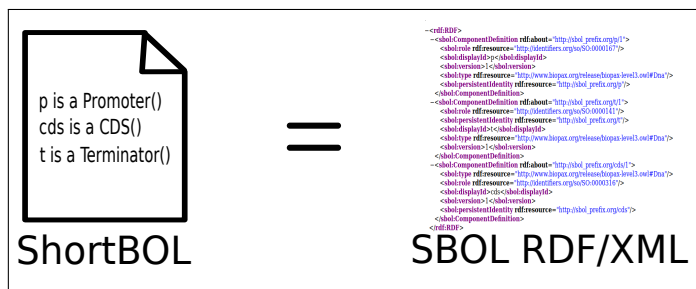 p is a Promoter()
cds is a CDS()
t is a Terminator()
ShortBOL
=
−<rdf:RDF>
−<sbol:ComponentDefinition rdf:about="http://sbol_prefix.org/p/1">
<sbol:role rdf:resource="http://identifiers.org/so/SO:0000167"/>
<sbol:displayId>p</sbol:displayId>
<sbol:version>1</sbol:version>
<sbol:type rdf:resource="http://www.biopax.org/release/biopax-level3.owl#Dna"/>
<sbol:persistentIdentity rdf:resource="http://sbol_prefix.org/p"/>
</sbol:ComponentDefinition>
−<sbol:ComponentDefinition rdf:about="http://sbol_prefix.org/t/1">
<sbol:role rdf:resource="http://identifiers.org/so/SO:0000141"/>
<sbol:persistentIdentity rdf:resource="http://sbol_prefix.org/t"/>
<sbol:displayId>t</sbol:displayId>
<sbol:type rdf:resource="http://www.biopax.org/release/biopax-level3.owl#Dna"/>
<sbol:version>1</sbol:version>
</sbol:ComponentDefinition>
−<sbol:ComponentDefinition rdf:about="http://sbol_prefix.org/cds/1">
<sbol:type rdf:resource="http://www.biopax.org/release/biopax-level3.owl#Dna"/>
<sbol:role rdf:resource="http://identifiers.org/so/SO:0000316"/>
<sbol:displayId>cds</sbol:displayId>
<sbol:version>1</sbol:version>
<sbol:persistentIdentity rdf:resource="http://sbol_prefix.org/cds"/>
</sbol:ComponentDefinition>
</rdf:RDF>
SBOL RDF/XML